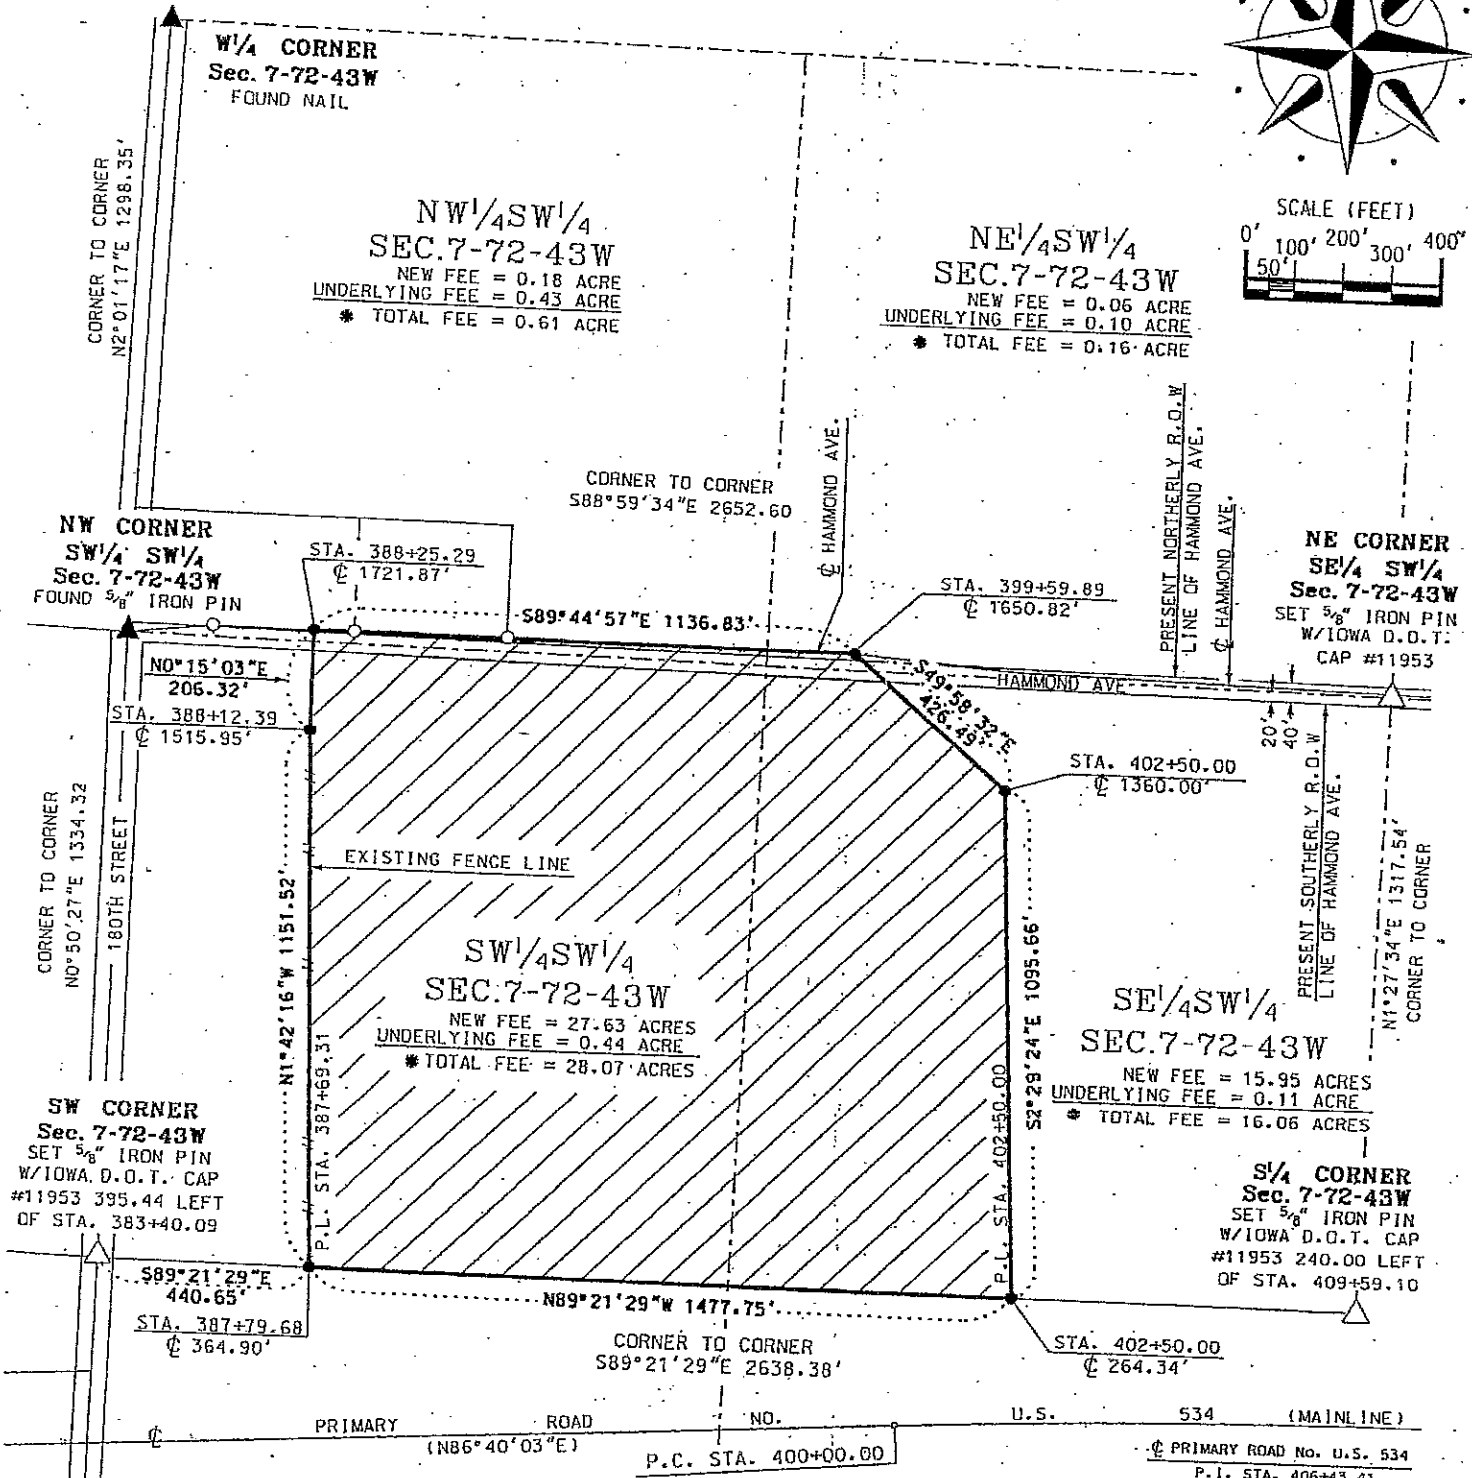 W1/4 CORNER
Sec. 7-72-43W
FOUND NAIL
CORNER TO CORNER
N2°01'17"E 1298.35'
NW1/4SW1/4
SEC.7-72-43W
NEW FEE = 0.18 ACRE
UNDERLYING FEE = 0.43 ACRE
* TOTAL FEE = 0.61 ACRE
NE1/4SW1/4
SEC.7-72-43W
NEW FEE = 0.06 ACRE
UNDERLYING FEE = 0.10 ACRE
* TOTAL FEE = 0.16 ACRE
SCALE (FEET)
0' 50' 100' 200' 300' 400'
CORNER TO CORNER
S88°59'34"E 2652.60
℄ HAMMOND AVE.
PRESENT NORTHERLY R.O.W
LINE OF HAMMOND AVE.
℄ HAMMOND AVE.
NW CORNER
SW1/4 SW1/4
Sec. 7-72-43W
FOUND 5/8" IRON PIN
STA. 388+25.29
℄ 1721.87'
STA. 399+59.89
℄ 1650.82'
NE CORNER
SE1/4 SW1/4
Sec. 7-72-43W
SET 5/8" IRON PIN
W/IOWA D.O.T.
CAP #11953
S89°44'57"E 1136.83'
N0°15'03"E
206.32'
STA. 388+12.39
℄ 1515.95'
S49°58'32"E
426.49'
HAMMOND AVE
20'
40'
STA. 402+50.00
℄ 1360.00'
CORNER TO CORNER
N0°50'27"E 1334.32
180TH STREET
EXISTING FENCE LINE
N1°42'16"W 1151.52'
P.L. STA. 387+69.31
SW1/4SW1/4
SEC.7-72-43W
NEW FEE = 27.63 ACRES
UNDERLYING FEE = 0.44 ACRE
* TOTAL FEE = 28.07 ACRES
P.L. STA. 402+50.00
S2°29'24"E 1095.66'
PRESENT SOUTHERLY R.O.W
LINE OF HAMMOND AVE.
N1°27'34"E 1317.54'
CORNER TO CORNER
SE1/4SW1/4
SEC.7-72-43W
NEW FEE = 15.95 ACRES
UNDERLYING FEE = 0.11 ACRE
* TOTAL FEE = 16.06 ACRES
SW CORNER
Sec. 7-72-43W
SET 5/8" IRON PIN
W/IOWA D.O.T. CAP
#11953 395.44 LEFT
OF STA. 383+40.09
S1/4 CORNER
Sec. 7-72-43W
SET 5/8" IRON PIN
W/IOWA D.O.T. CAP
#11953 240.00 LEFT
OF STA. 409+59.10
S89°21'29"E
440.65'
STA. 387+79.68
℄ 364.90'
N89°21'29"W 1477.75'
CORNER TO CORNER
S89°21'29"E 2638.38'
STA. 402+50.00
℄ 264.34'
℄ PRIMARY ROAD NO. U.S. 534 (MAINLINE)
(N86°40'03"E)
P.C. STA. 400+00.00
℄ PRIMARY ROAD No. U.S. 534
P.I. STA. 406+43.43